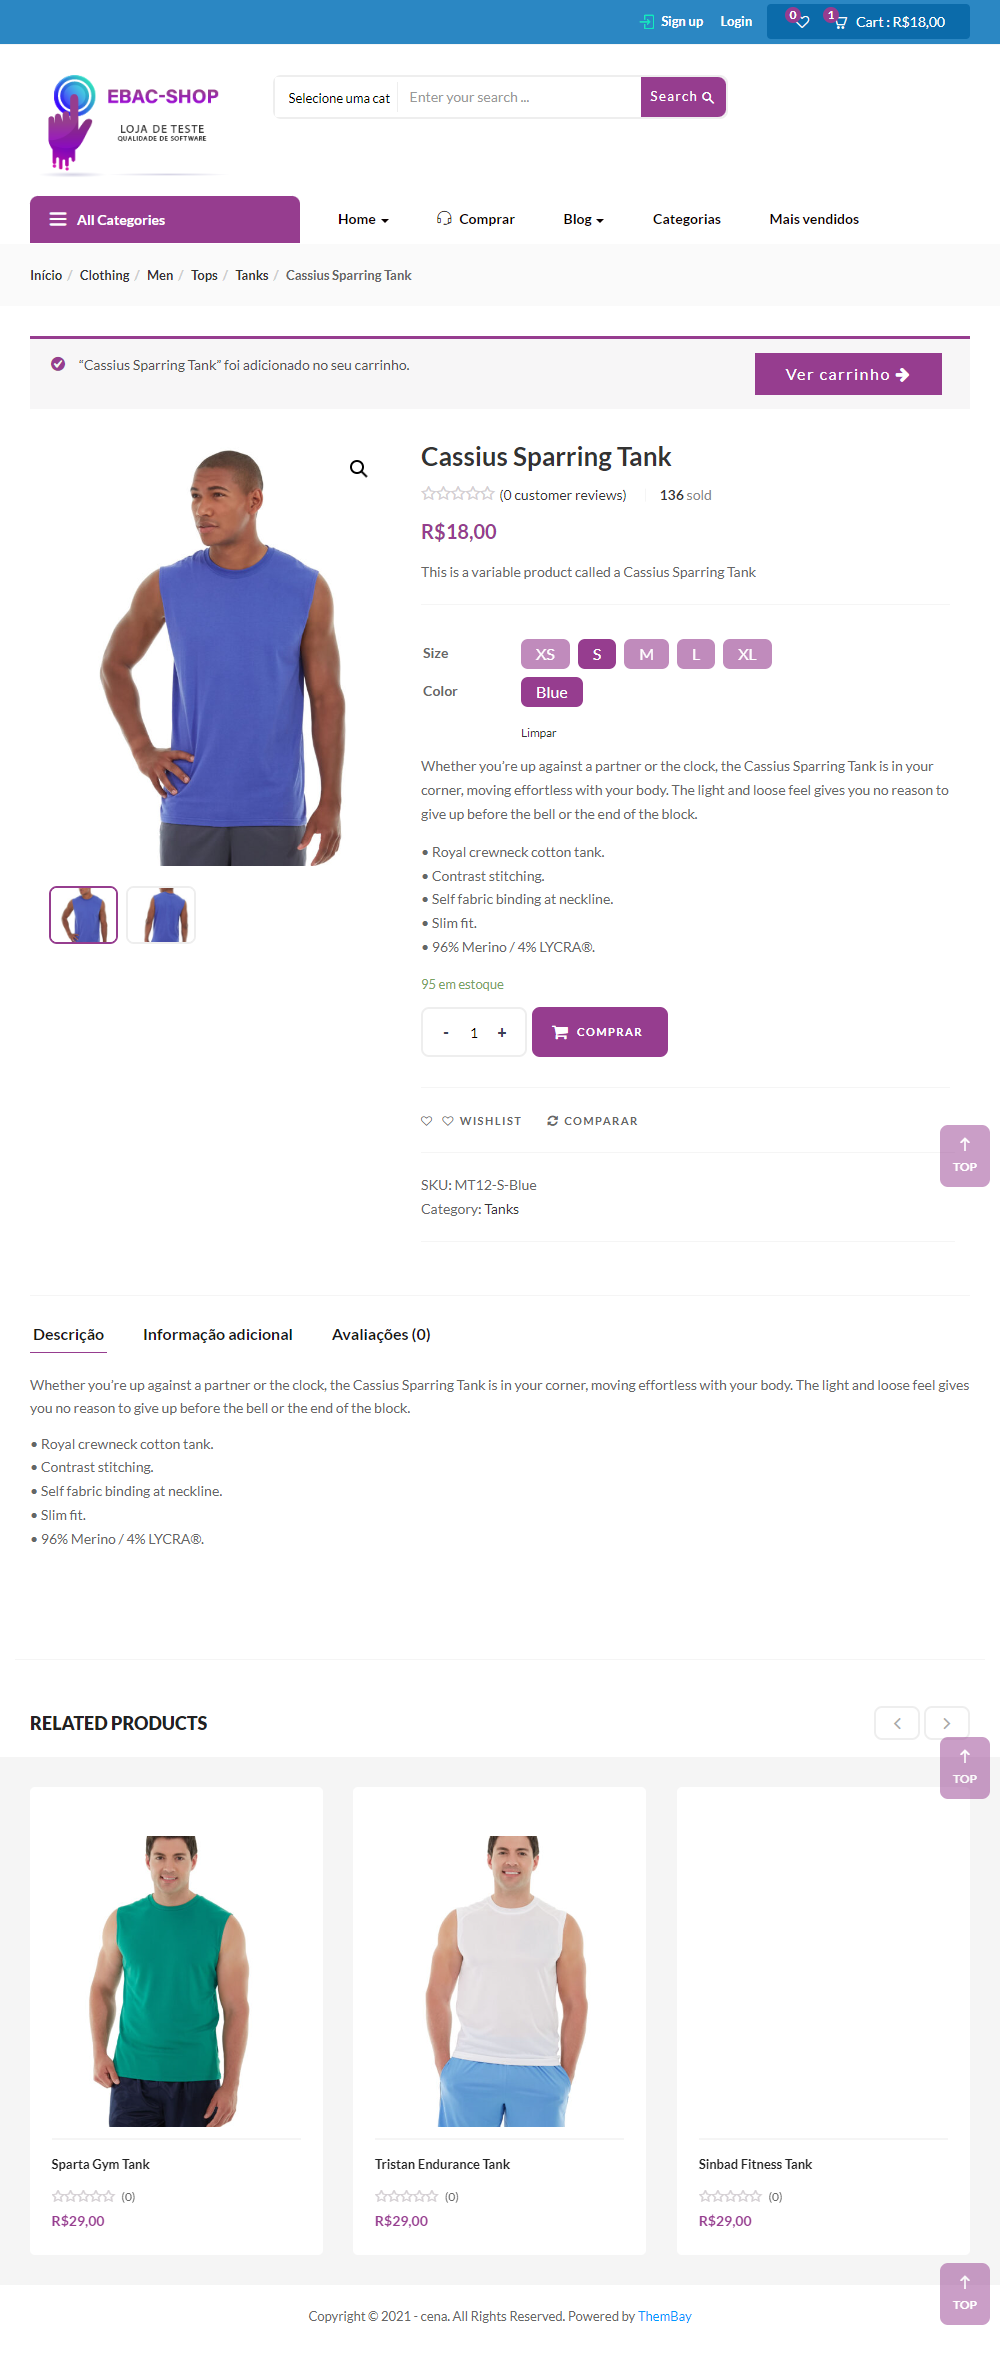 Sign up
Login
0
1
Cart : R$18,00
EBAC-SHOP
LOJA DE TESTE
QUALIDADE DE SOFTWARE
Selecione uma cat
Enter your search ...
Search
All Categories
Home
Comprar
Blog
Categorias
Mais vendidos
Início / Clothing / Men / Tops / Tanks / Cassius Sparring Tank
“Cassius Sparring Tank” foi adicionado no seu carrinho.
Ver carrinho
Cassius Sparring Tank
(0 customer reviews)
136 sold
R$18,00
This is a variable product called a Cassius Sparring Tank
Size
XS
S
M
L
XL
Color
Blue
Limpar
Whether you’re up against a partner or the clock, the Cassius Sparring Tank is in your
corner, moving effortless with your body. The light and loose feel gives you no reason to
give up before the bell or the end of the block.
• Royal crewneck cotton tank.
• Contrast stitching.
• Self fabric binding at neckline.
• Slim fit.
• 96% Merino / 4% LYCRA®.
95 em estoque
- 1 +
COMPRAR
WISHLIST
COMPARAR
TOP
SKU: MT12-S-Blue
Category: Tanks
Descrição
Informação adicional
Avaliações (0)
Whether you’re up against a partner or the clock, the Cassius Sparring Tank is in your corner, moving effortless with your body. The light and loose feel gives
you no reason to give up before the bell or the end of the block.
• Royal crewneck cotton tank.
• Contrast stitching.
• Self fabric binding at neckline.
• Slim fit.
• 96% Merino / 4% LYCRA®.
RELATED PRODUCTS
TOP
Sparta Gym Tank
(0)
R$29,00
Tristan Endurance Tank
(0)
R$29,00
Sinbad Fitness Tank
(0)
R$29,00
TOP
Copyright © 2021 - cena. All Rights Reserved. Powered by ThemBay